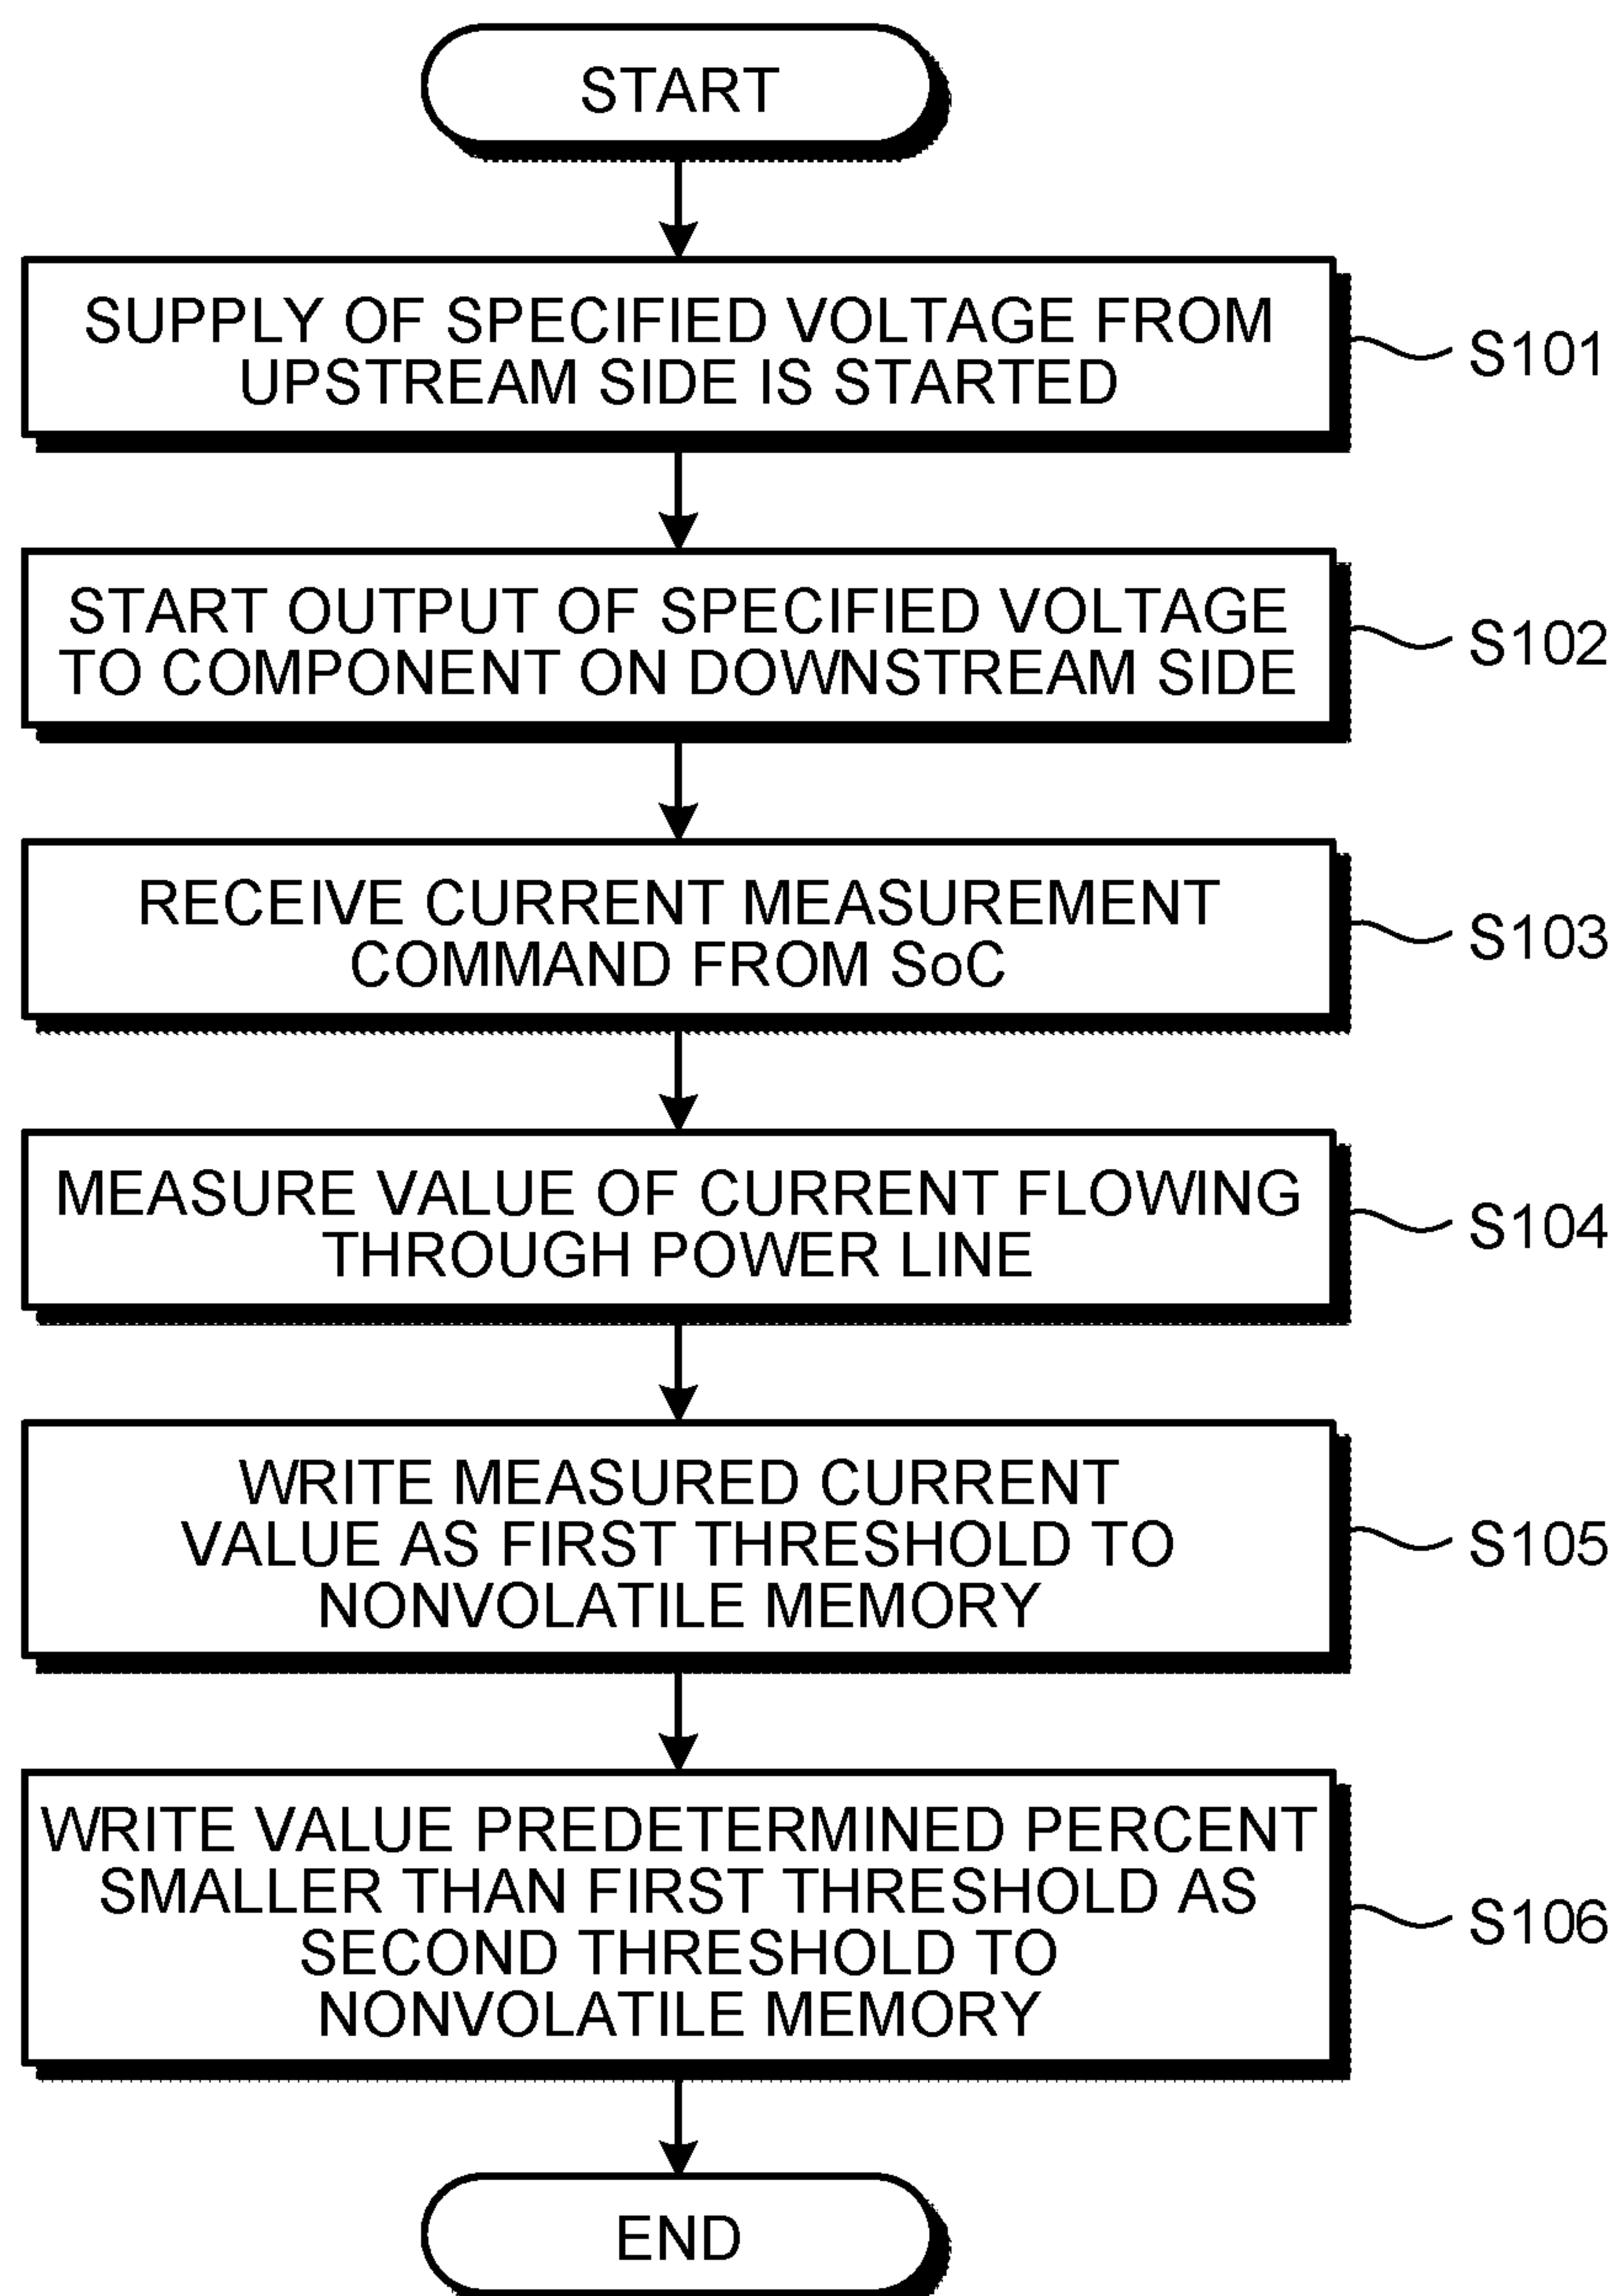 START
SUPPLY OF SPECIFIED VOLTAGE FROM
UPSTREAM SIDE IS STARTED
S101
START OUTPUT OF SPECIFIED VOLTAGE
TO COMPONENT ON DOWNSTREAM SIDE
S102
RECEIVE CURRENT MEASUREMENT
COMMAND FROM SoC
S103
MEASURE VALUE OF CURRENT FLOWING
THROUGH POWER LINE
S104
WRITE MEASURED CURRENT
VALUE AS FIRST THRESHOLD TO
NONVOLATILE MEMORY
S105
WRITE VALUE PREDETERMINED PERCENT
SMALLER THAN FIRST THRESHOLD AS
SECOND THRESHOLD TO
NONVOLATILE MEMORY
S106
END